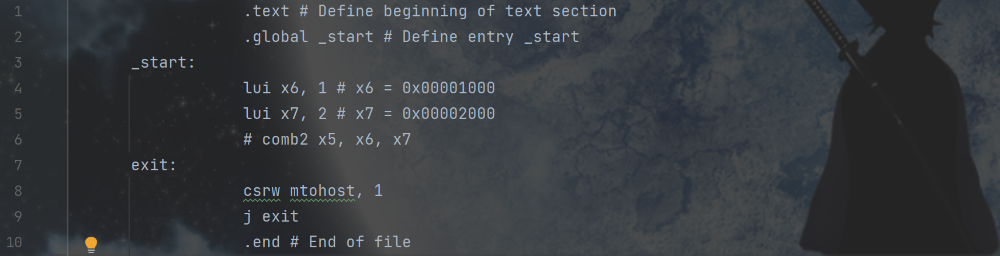 1 .text # Define beginning of text section
2 .global _start # Define entry _start
3 _start:
4 lui x6, 1 # x6 = 0x00001000
5 lui x7, 2 # x7 = 0x00002000
6 # comb2 x5, x6, x7
7 exit:
8 csrw mtohost, 1
9 j exit
10 .end # End of file